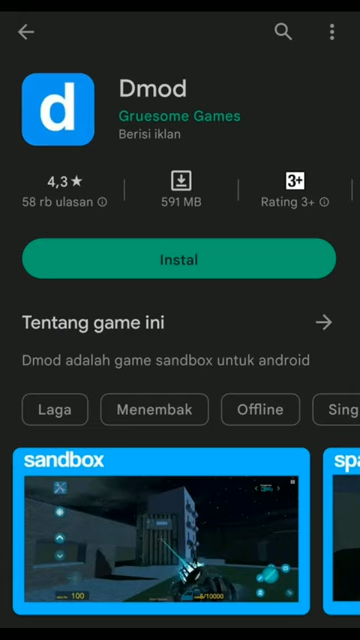 d
Dmod
Gruesome Games
Berisi iklan
4,3★
58 rb ulasan
591 MB
3+
Rating 3+
Instal
Tentang game ini
Dmod adalah game sandbox untuk android
Laga
Menembak
Offline
Sing
sandbox
spa
100